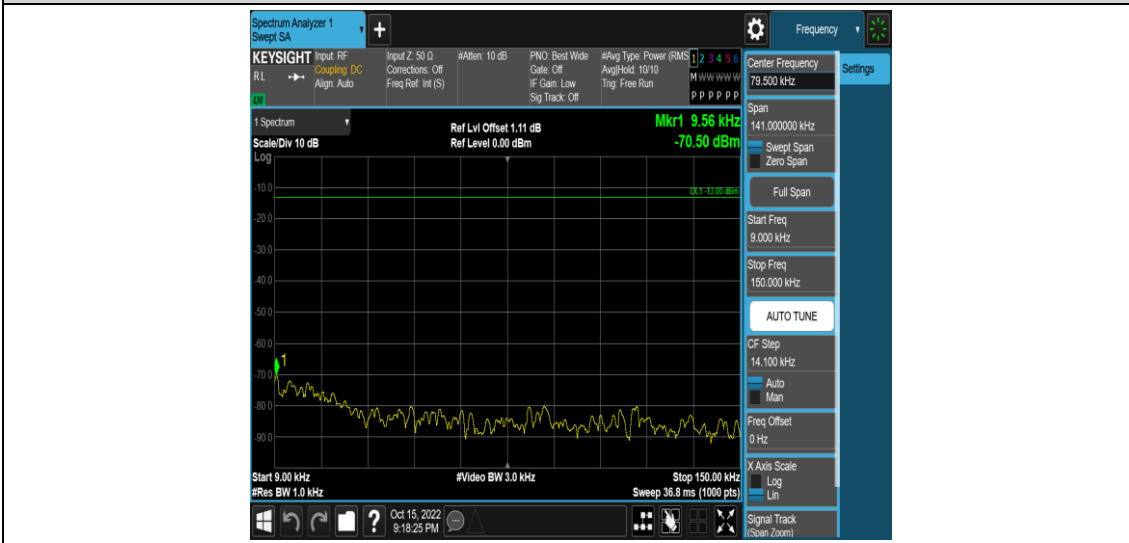 Spectrum Analyzer 1
Swept SA
+
Frequency
KEYSIGHT
RL
LXI
Input: RF
Coupling: DC
Align: Auto
Input Z: 50 Ω
Corrections: Off
Freq Ref: Int (S)
#Atten: 10 dB
PNO: Best Wide
Gate: Off
IF Gain: Low
Sig Track: Off
#Avg Type: Power (RMS
Avg|Hold: 10/10
Trig: Free Run
1 2 3 4 5 6
M W W W W W
P P P P P P
Center Frequency
79.500 kHz
Settings
Span
141.000000 kHz
Swept Span
Zero Span
Full Span
Start Freq
9.000 kHz
Stop Freq
150.000 kHz
AUTO TUNE
CF Step
14.100 kHz
Auto
Man
Freq Offset
0 Hz
X Axis Scale
Log
Lin
Signal Track
(Span Zoom)
1 Spectrum
Scale/Div 10 dB
Log
Ref Lvl Offset 1.11 dB
Ref Level 0.00 dBm
Mkr1 9.56 kHz
-70.50 dBm
DL1 -13.00 dBm
-10.0
-20.0
-30.0
-40.0
-50.0
-60.0
1
-70.0
-80.0
-90.0
Start 9.00 kHz
#Res BW 1.0 kHz
#Video BW 3.0 kHz
Stop 150.00 kHz
Sweep 36.8 ms (1000 pts)
?
Oct 15, 2022
9:18:25 PM